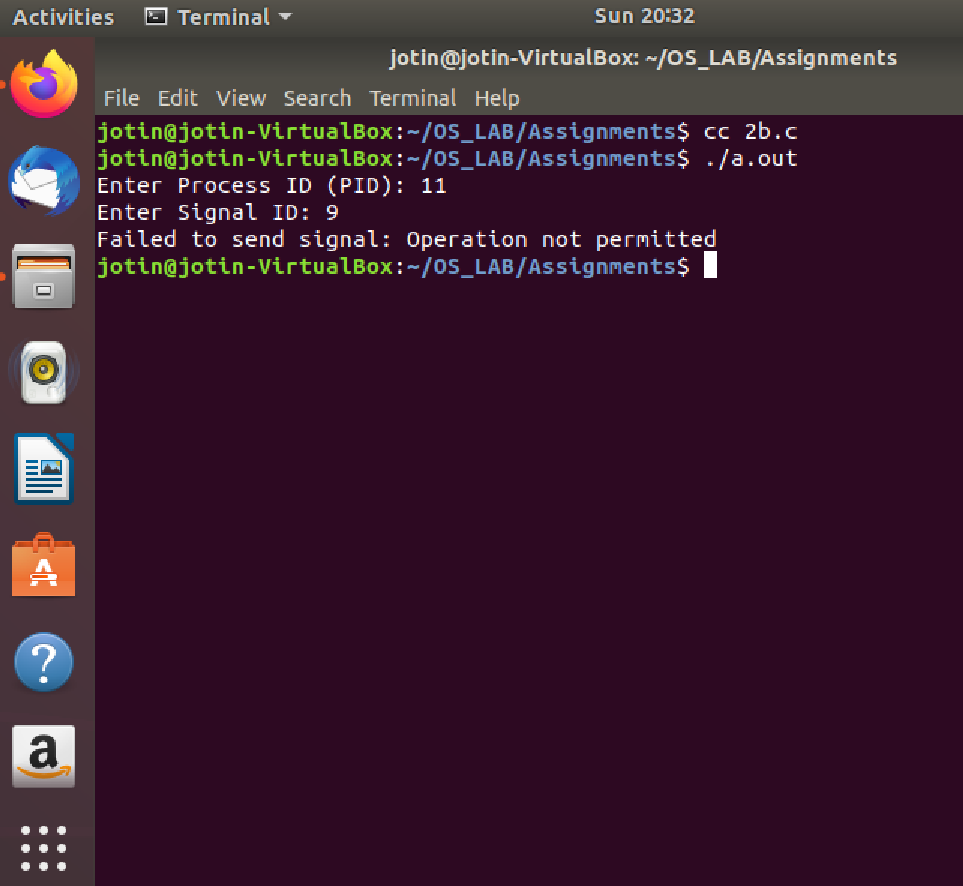 Activities Terminal Sun 20:32
jotin@jotin-VirtualBox: ~/OS_LAB/Assignments
File Edit View Search Terminal Help
jotin@jotin-VirtualBox:~/OS_LAB/Assignments$ cc 2b.c
jotin@jotin-VirtualBox:~/OS_LAB/Assignments$ ./a.out
Enter Process ID (PID): 11
Enter Signal ID: 9
Failed to send signal: Operation not permitted
jotin@jotin-VirtualBox:~/OS_LAB/Assignments$